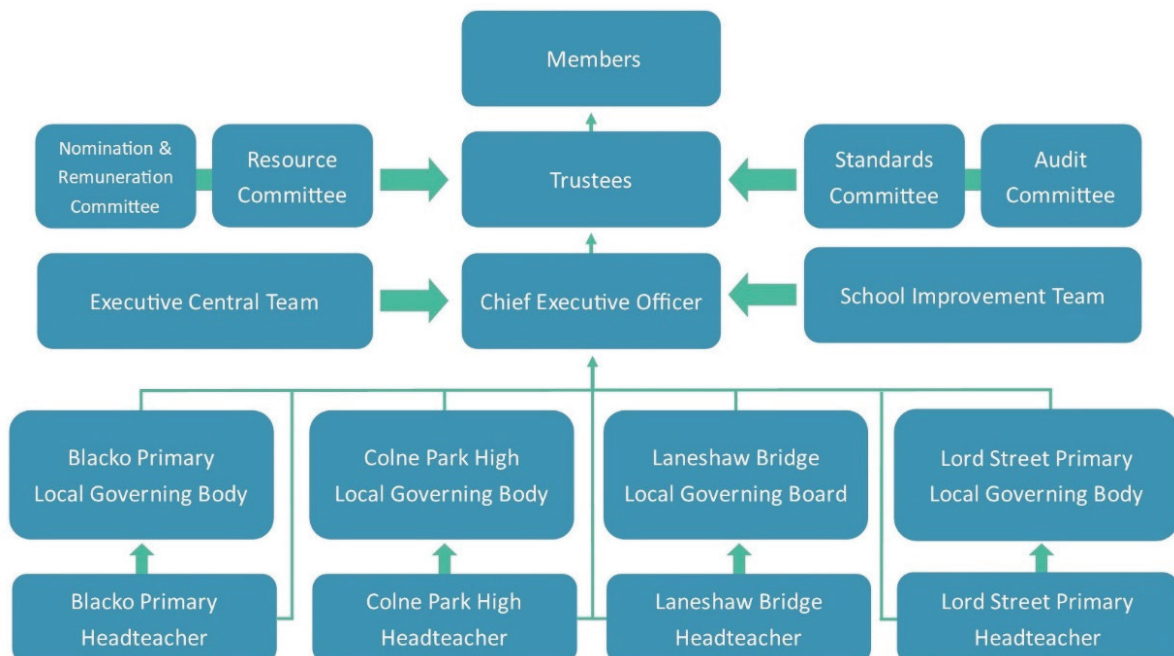 Members
Nomination &
Remuneration
Committee
Resource
Committee
Trustees
Standards
Committee
Audit
Committee
Executive Central Team
Chief Executive Officer
School Improvement Team
Blacko Primary
Local Governing Body
Colne Park High
Local Governing Body
Laneshaw Bridge
Local Governing Board
Lord Street Primary
Local Governing Body
Blacko Primary
Headteacher
Colne Park High
Headteacher
Laneshaw Bridge
Headteacher
Lord Street Primary
Headteacher